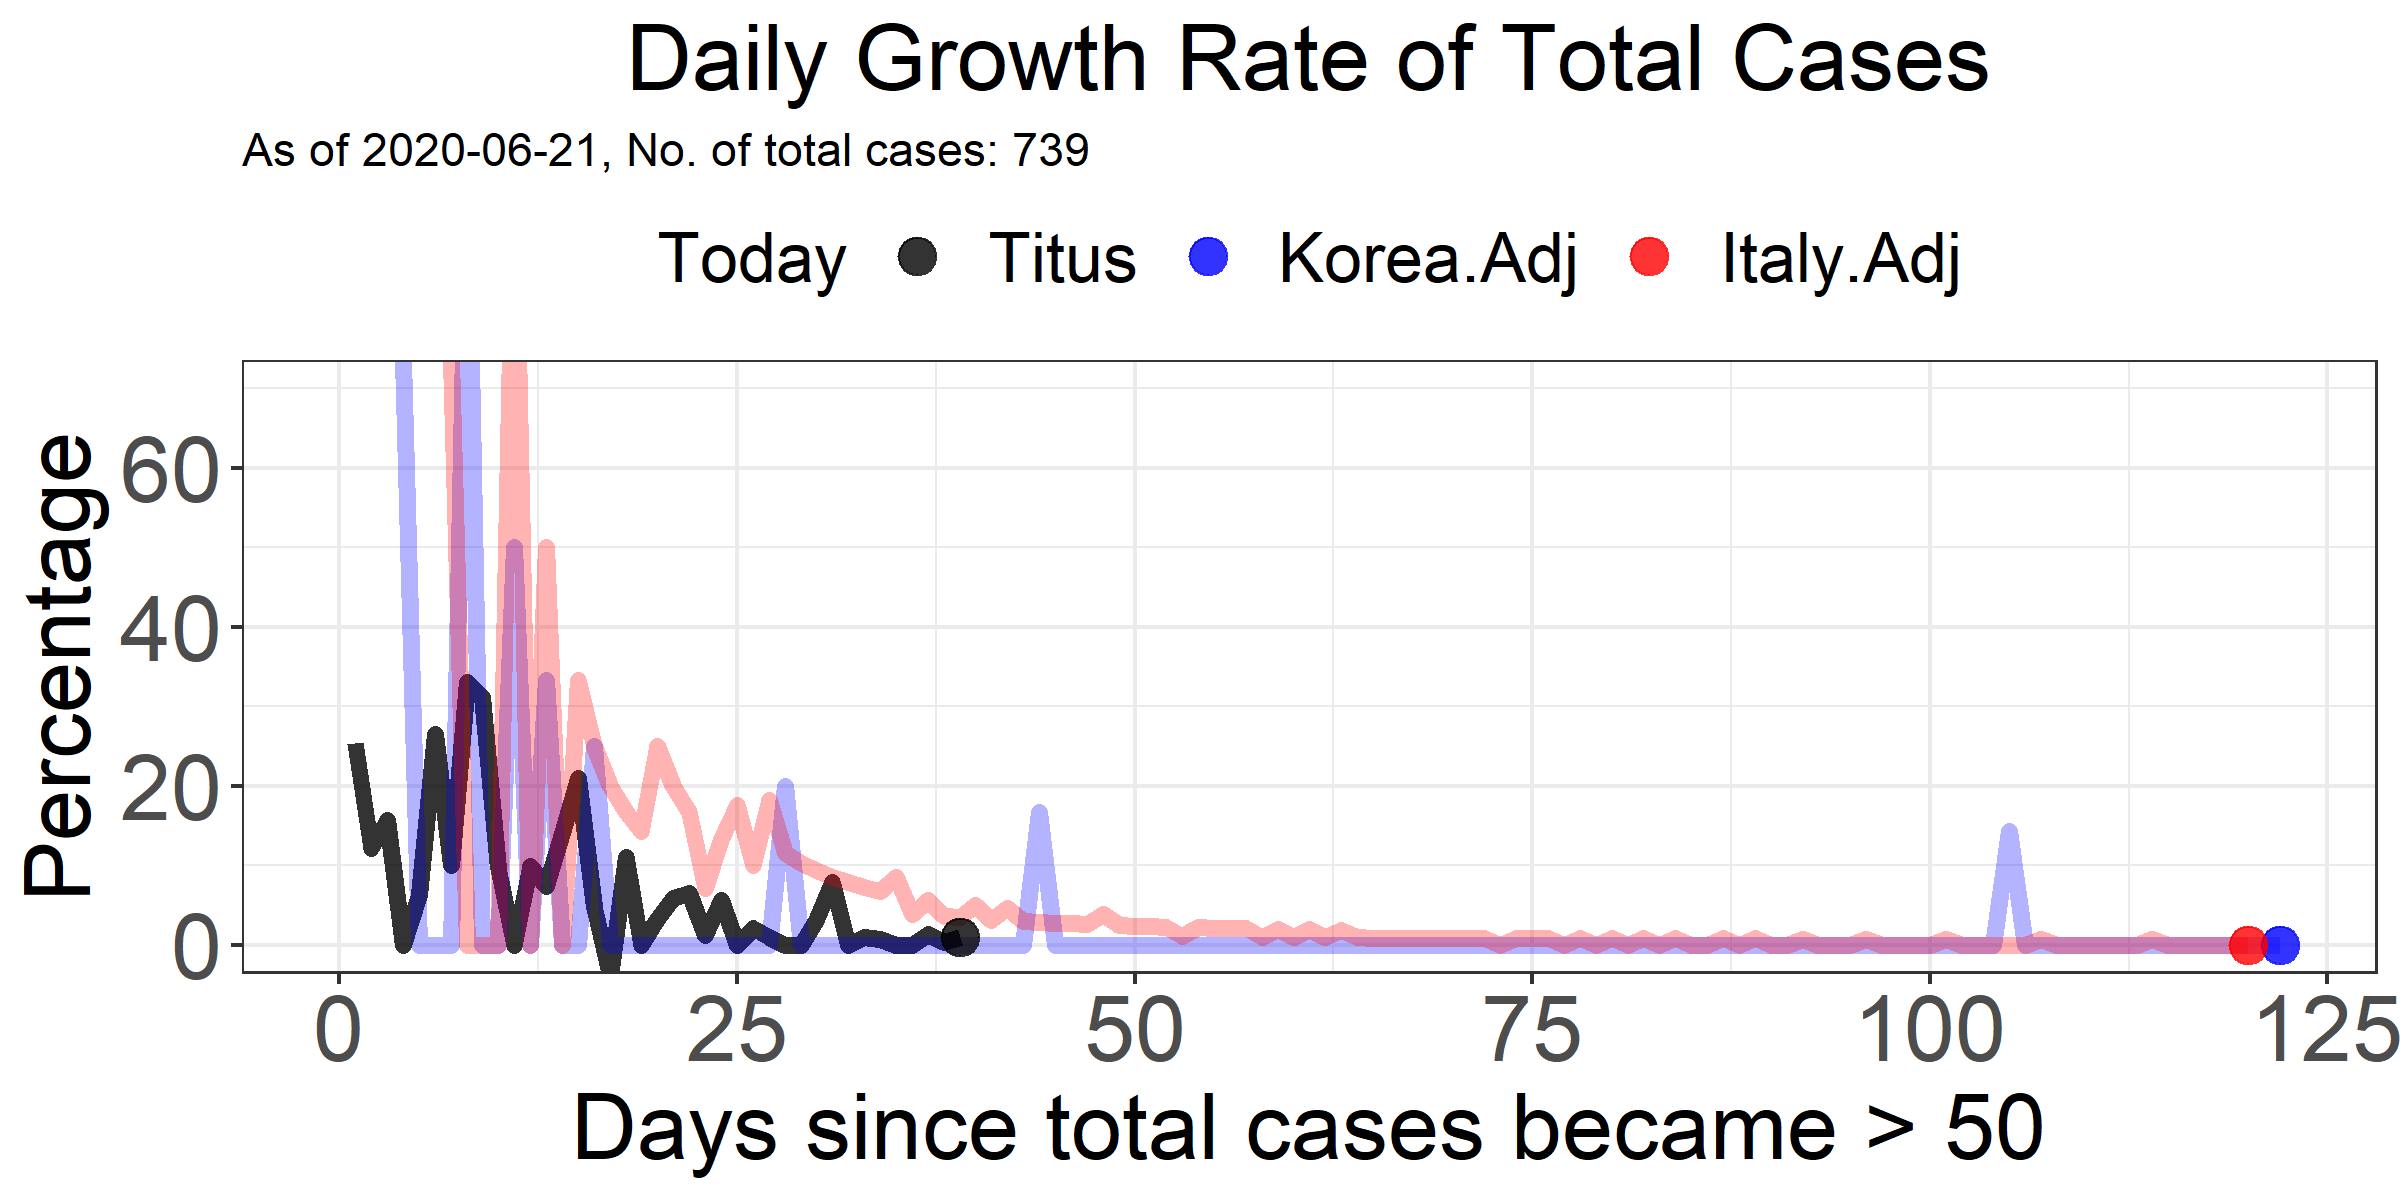 Daily Growth Rate of Total Cases
As of 2020-06-21, No. of total cases: 739
Today Titus Korea.Adj Italy.Adj
Percentage
60
40
20
0
0 25 50 75 100 125
Days since total cases became > 50